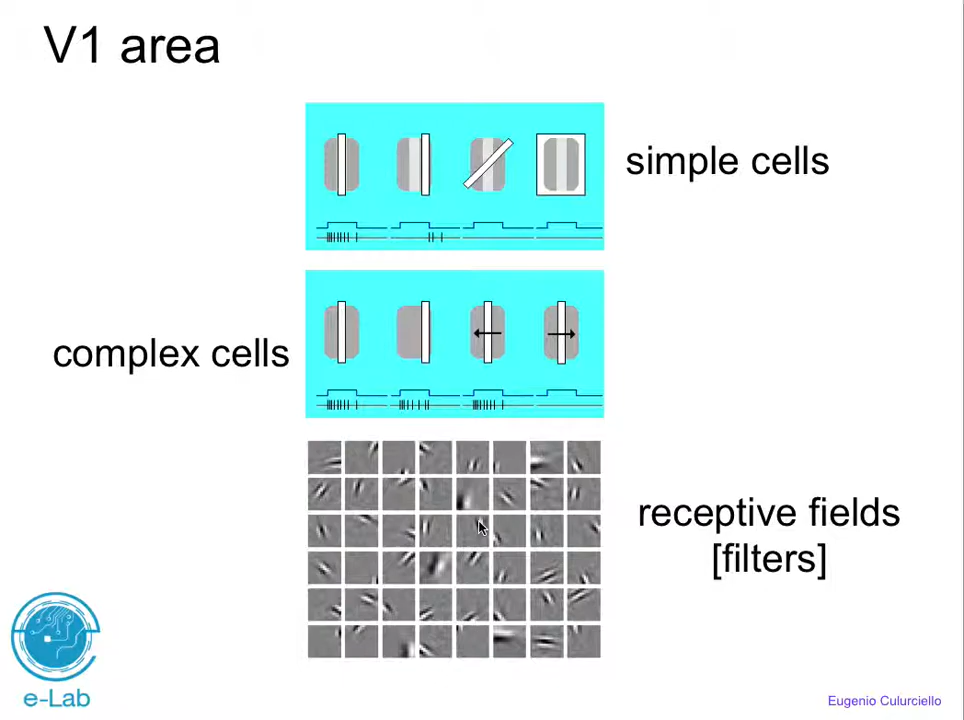 V1 area
simple cells
complex cells
receptive fields
[filters]
e-Lab
Eugenio Culurciello